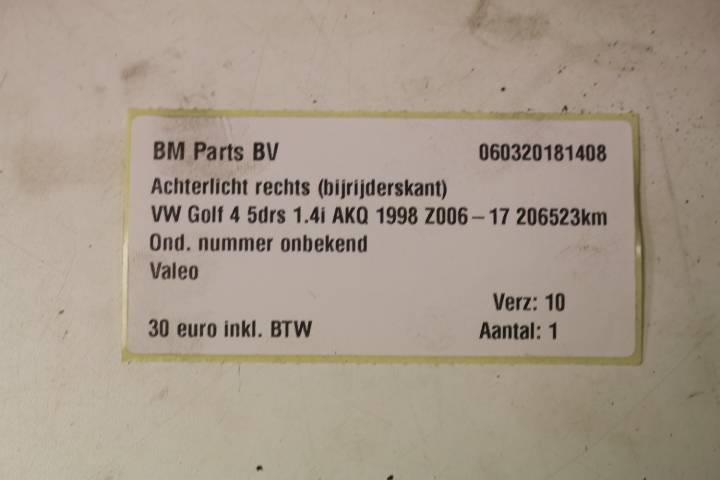 BM Parts BV 060320181408
Achterlicht rechts (bijrijderskant)
VW Golf 4 5drs 1.4i AKQ 1998 Z006-17 206523km
Ond. nummer onbekend
Valeo
Verz: 10
30 euro inkl. BTW Aantal: 1